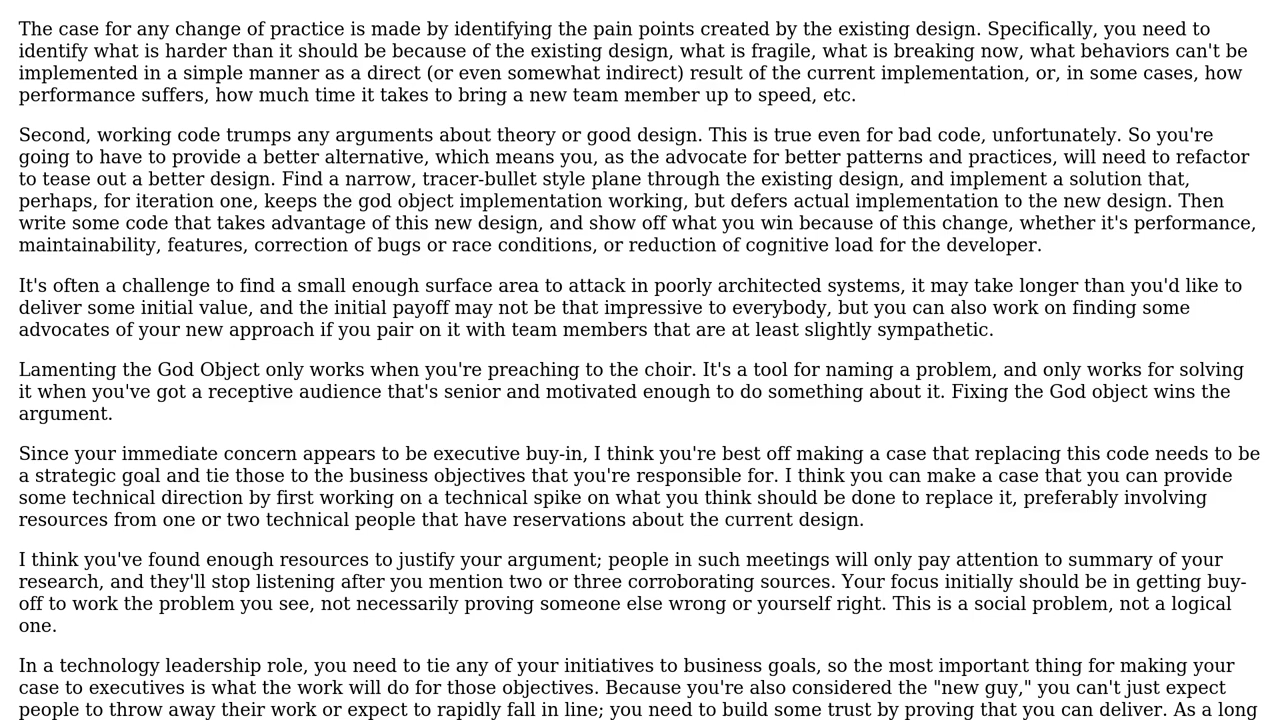 The case for any change of practice is made by identifying the pain points created by the existing design. Specifically, you need to
identify what is harder than it should be because of the existing design, what is fragile, what is breaking now, what behaviors can't be
implemented in a simple manner as a direct (or even somewhat indirect) result of the current implementation, or, in some cases, how
performance suffers, how much time it takes to bring a new team member up to speed, etc.
Second, working code trumps any arguments about theory or good design. This is true even for bad code, unfortunately. So you're
going to have to provide a better alternative, which means you, as the advocate for better patterns and practices, will need to refactor
to tease out a better design. Find a narrow, tracer-bullet style plane through the existing design, and implement a solution that,
perhaps, for iteration one, keeps the god object implementation working, but defers actual implementation to the new design. Then
write some code that takes advantage of this new design, and show off what you win because of this change, whether it's performance,
maintainability, features, correction of bugs or race conditions, or reduction of cognitive load for the developer.
It's often a challenge to find a small enough surface area to attack in poorly architected systems, it may take longer than you'd like to
deliver some initial value, and the initial payoff may not be that impressive to everybody, but you can also work on finding some
advocates of your new approach if you pair on it with team members that are at least slightly sympathetic.
Lamenting the God Object only works when you're preaching to the choir. It's a tool for naming a problem, and only works for solving
it when you've got a receptive audience that's senior and motivated enough to do something about it. Fixing the God object wins the
argument.
Since your immediate concern appears to be executive buy-in, I think you're best off making a case that replacing this code needs to be
a strategic goal and tie those to the business objectives that you're responsible for. I think you can make a case that you can provide
some technical direction by first working on a technical spike on what you think should be done to replace it, preferably involving
resources from one or two technical people that have reservations about the current design.
I think you've found enough resources to justify your argument; people in such meetings will only pay attention to summary of your
research, and they'll stop listening after you mention two or three corroborating sources. Your focus initially should be in getting buy-
off to work the problem you see, not necessarily proving someone else wrong or yourself right. This is a social problem, not a logical
one.
In a technology leadership role, you need to tie any of your initiatives to business goals, so the most important thing for making your
case to executives is what the work will do for those objectives. Because you're also considered the "new guy," you can't just expect
people to throw away their work or expect to rapidly fall in line; you need to build some trust by proving that you can deliver. As a long